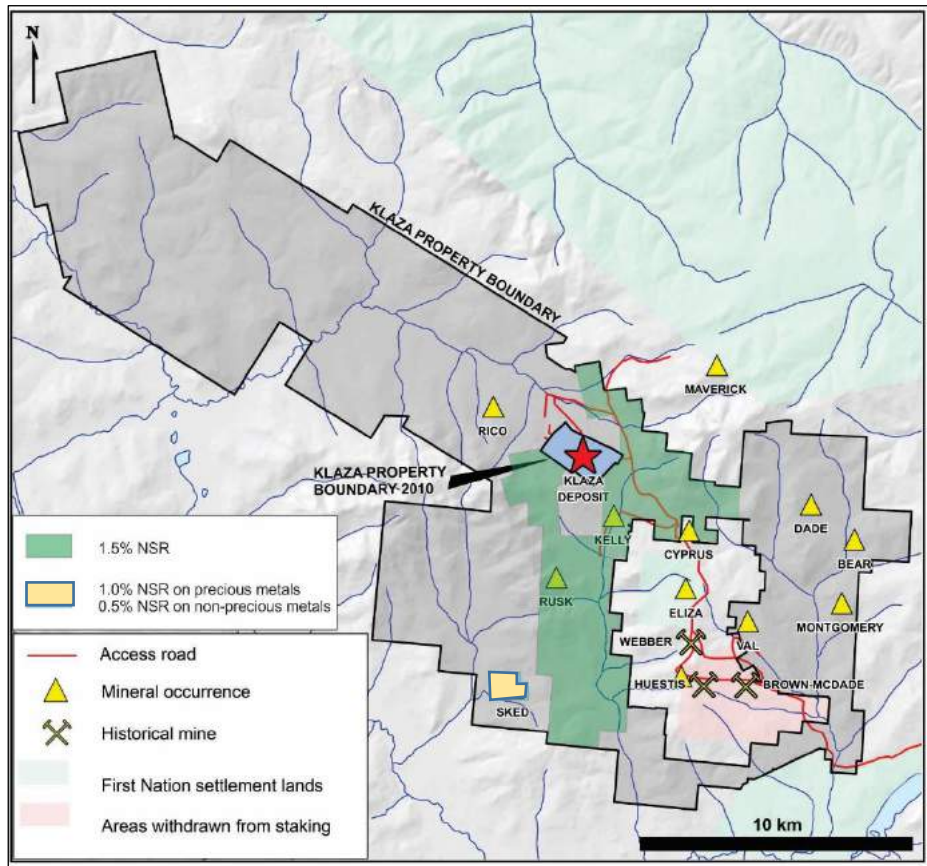 N
KLAZA PROPERTY BOUNDARY
MAVERICK
RICO
KLAZA PROPERTY
BOUNDARY 2010
KLAZA
DEPOSIT
KELLY
CYPRUS
DADE
BEAR
RUSK
ELIZA
MONTGOMERY
WEBBER
VAL
HUESTIS
BROWN-MCDADE
SKED
1.5% NSR
1.0% NSR on precious metals
0.5% NSR on non-precious metals
Access road
Mineral occurrence
Historical mine
First Nation settlement lands
Areas withdrawn from staking
10 km